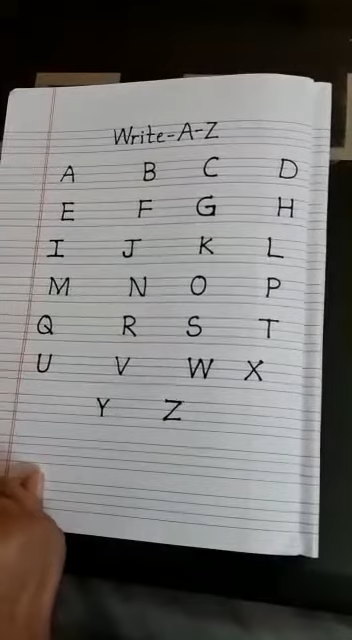 Write-A-Z
A B C D
E F G H
I J K L
M N O P
Q R S T
U V W X
Y Z